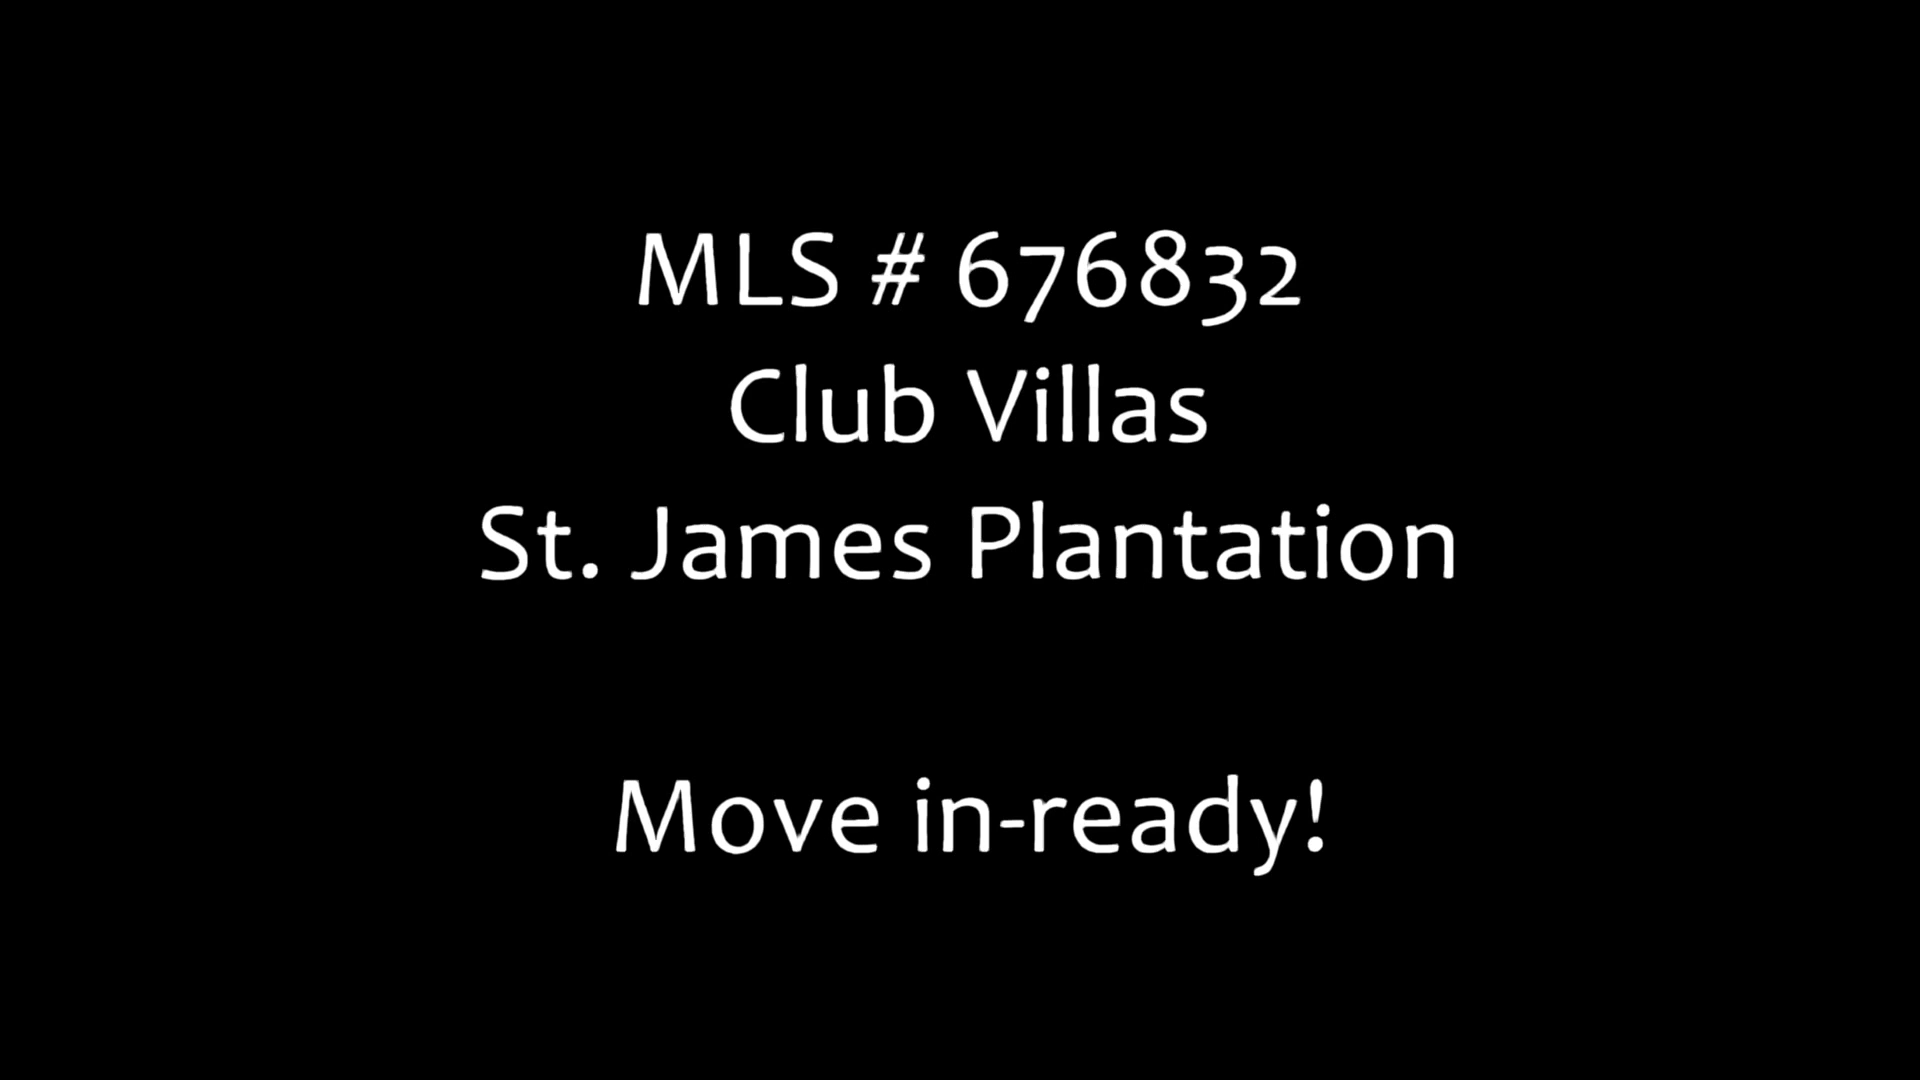 MLS # 676832
Club Villas
St. James Plantation
Move in-ready!